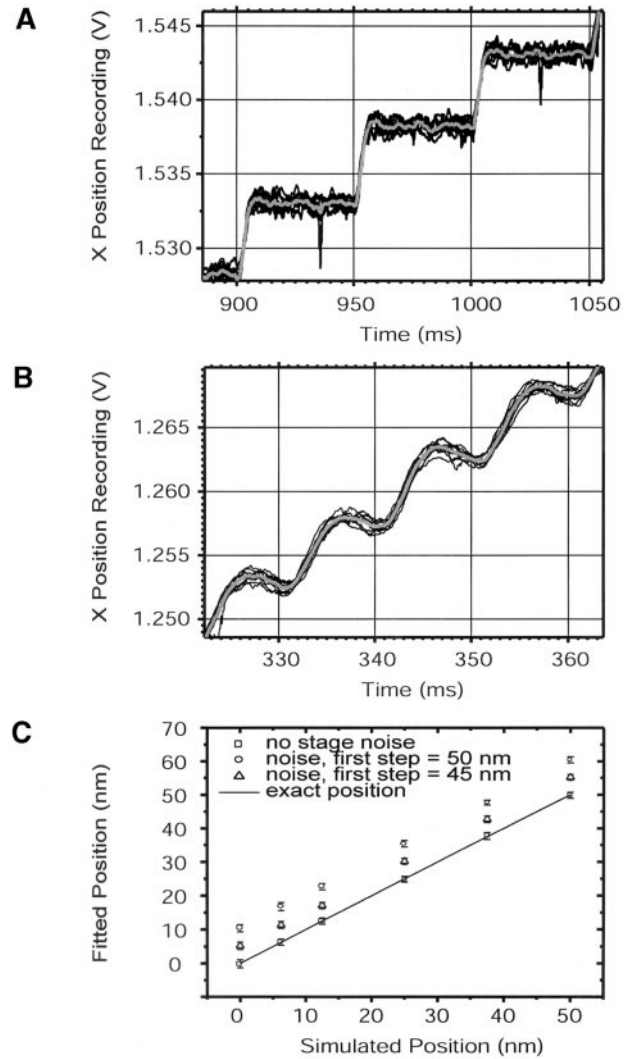 A
X Position Recording (V)
1.545
1.540
1.535
1.530
900 950 1000 1050
Time (ms)
B
X Position Recording (V)
1.265
1.260
1.255
1.250
330 340 350 360
Time (ms)
C
Fitted Position (nm)
70
60
50
40
30
20
10
0
no stage noise
noise, first step = 50 nm
noise, first step = 45 nm
exact position
0 10 20 30 40 50
Simulated Position (nm)